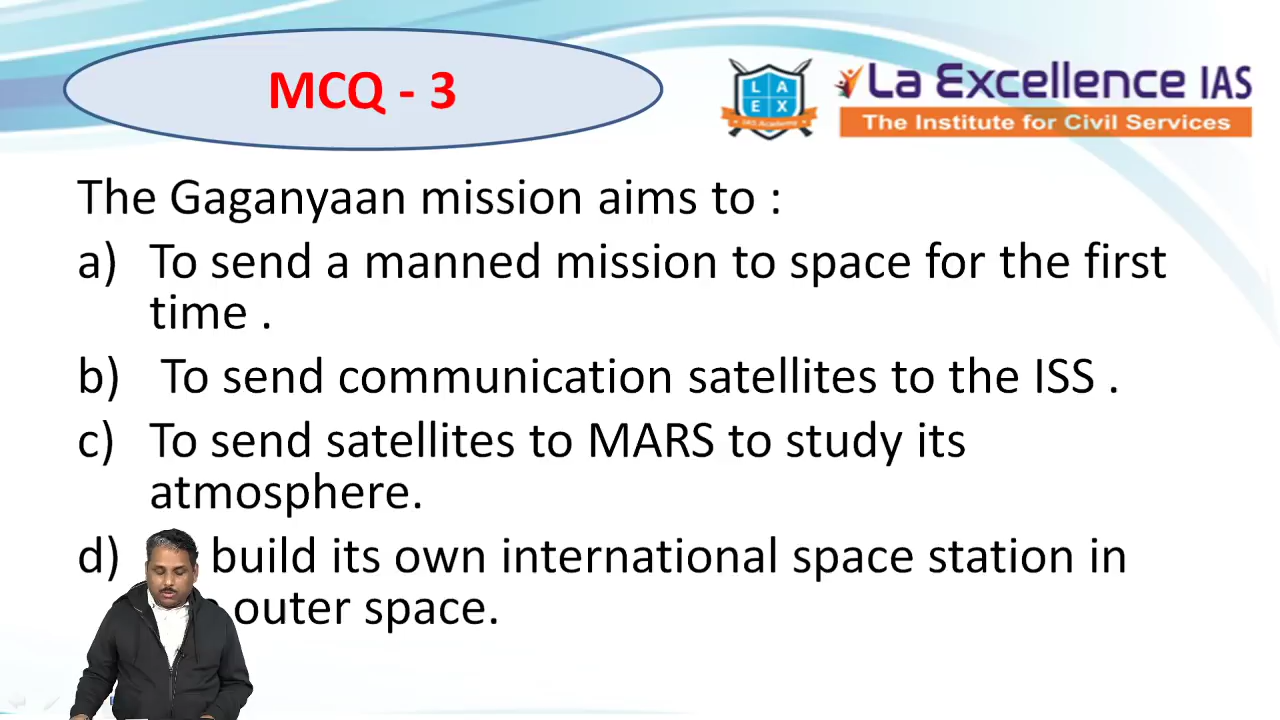 MCQ - 3
L A
E X
IAS Academy
La Excellence IAS
The Institute for Civil Services
The Gaganyaan mission aims to :
a) To send a manned mission to space for the first
time .
b) To send communication satellites to the ISS .
c) To send satellites to MARS to study its
atmosphere.
d) build its own international space station in
outer space.